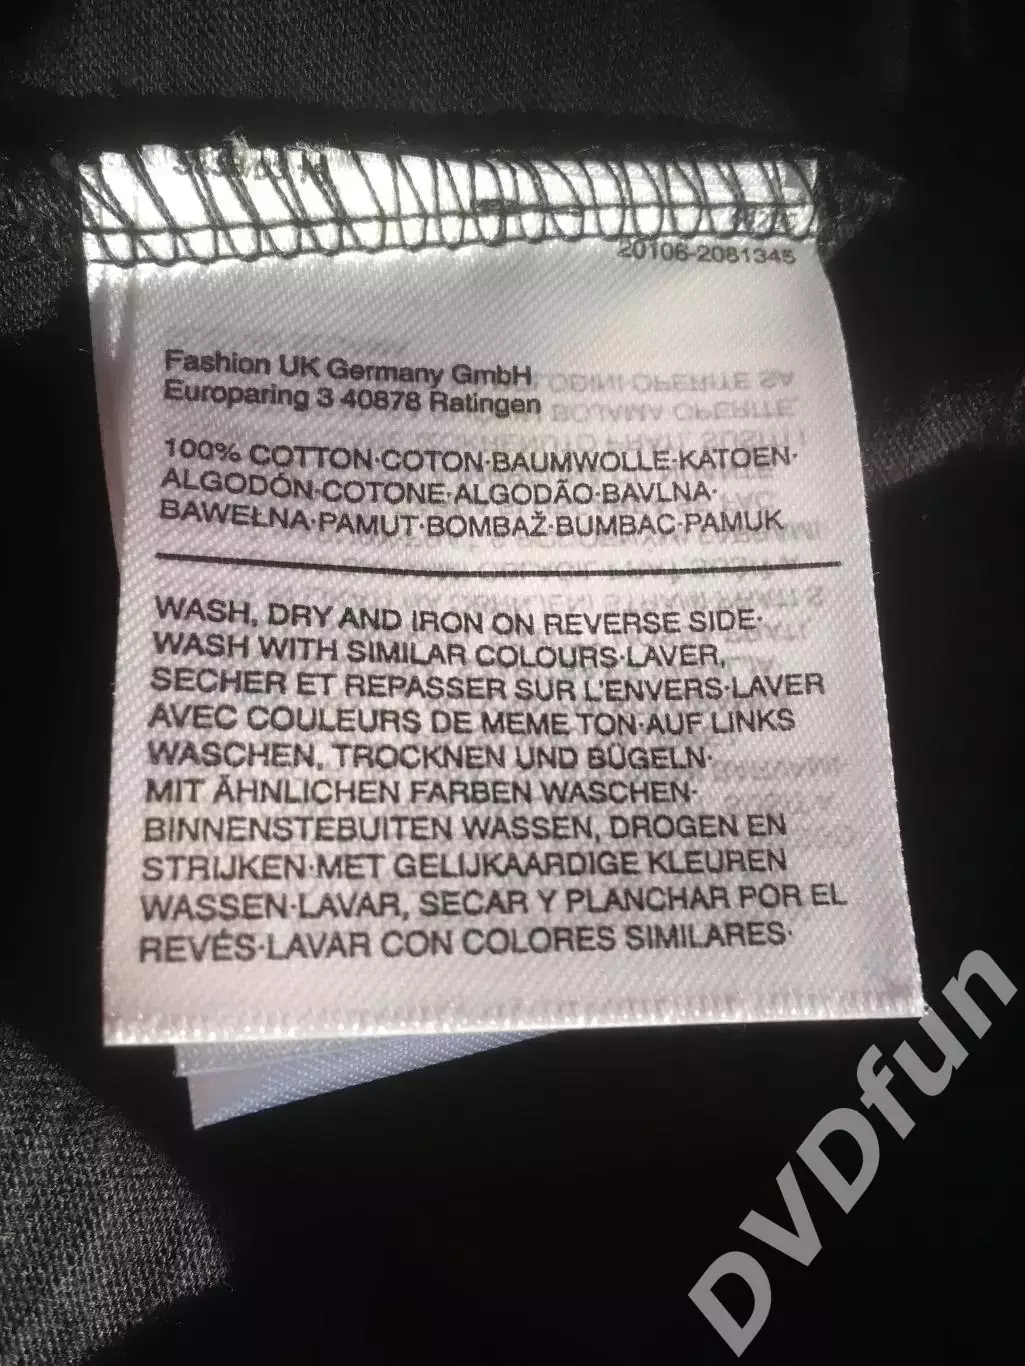 20106-2081345
Fashion UK Germany GmbH
Europaring 3 40878 Ratingen
100% COTTON·COTON·BAUMWOLLE·KATOEN·
ALGODÓN·COTONE·ALGODÃO·BAVLNA·
BAWEŁNA·PAMUT·BOMBAŽ·BUMBAC·PAMUK
WASH, DRY AND IRON ON REVERSE SIDE·
WASH WITH SIMILAR COLOURS·LAVER,
SECHER ET REPASSER SUR L'ENVERS·LAVER
AVEC COULEURS DE MEME TON·AUF LINKS
WASCHEN, TROCKNEN UND BÜGELN·
MIT ÄHNLICHEN FARBEN WASCHEN·
BINNENSTEBUITEN WASSEN, DROGEN EN
STRIJKEN·MET GELIJKAARDIGE KLEUREN
WASSEN·LAVAR, SECAR Y PLANCHAR POR EL
REVÉS·LAVAR CON COLORES SIMILARES·
DVDfun